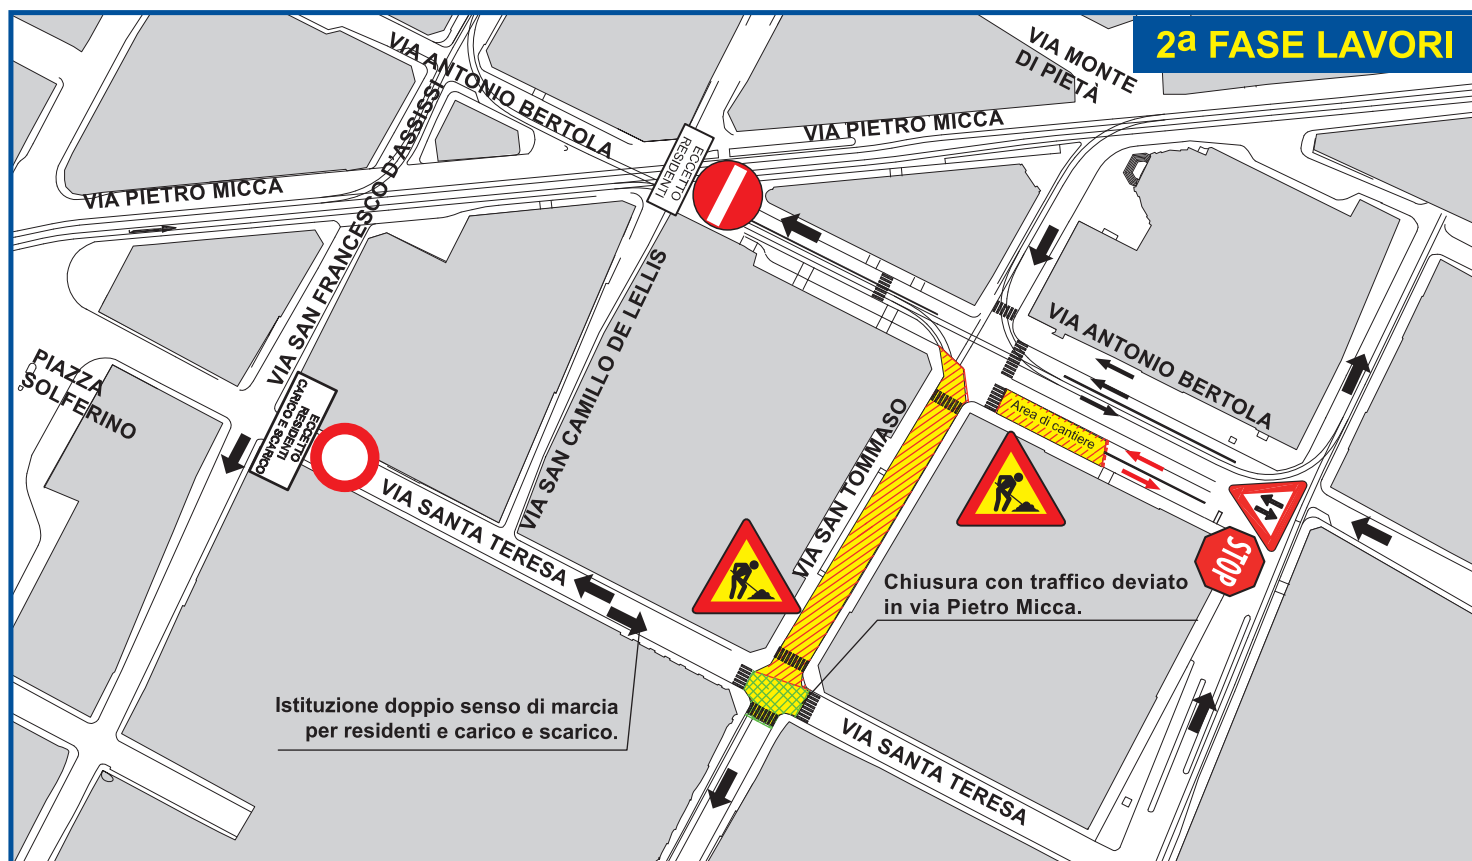 2a FASE LAVORI
VIA MONTE
DI PIETÀ
VIA ANTONIO BERTOLA
VIA PIETRO MICCA
VIA PIETRO MICCA
VIA SAN FRANCESCO D'ASSISSI
ECCETTO
RESIDENTI
VIA SAN CAMILLO DE LELLIS
VIA ANTONIO BERTOLA
PIAZZA
SOLFERINO
ECCETTO
RESIDENTI
CARICO E SCARICO
Area di cantiere
VIA SAN TOMMASO
VIA SANTA TERESA
STOP
Chiusura con traffico deviato
in via Pietro Micca.
Istituzione doppio senso di marcia
per residenti e carico e scarico.
VIA SANTA TERESA